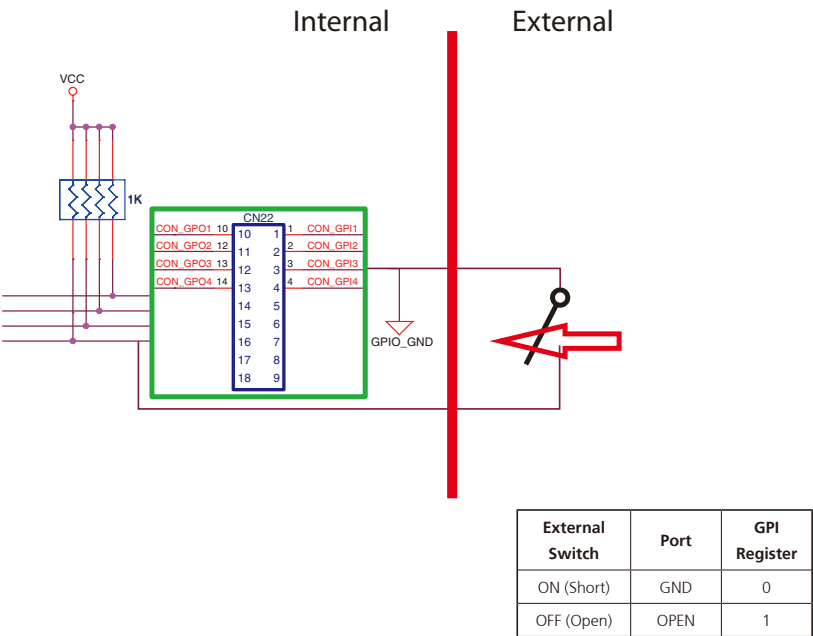 Internal External
VCC
1K
CN22
CON_GPO1 10 10 1 1 CON_GPI1
CON_GPO2 12 11 2 2 CON_GPI2
CON_GPO3 13 12 3 3 CON_GPI3
CON_GPO4 14 13 4 4 CON_GPI4
14 5
15 6
16 7
17 8
18 9
GPIO_GND
External Switch Port GPI Register
ON (Short) GND 0
OFF (Open) OPEN 1